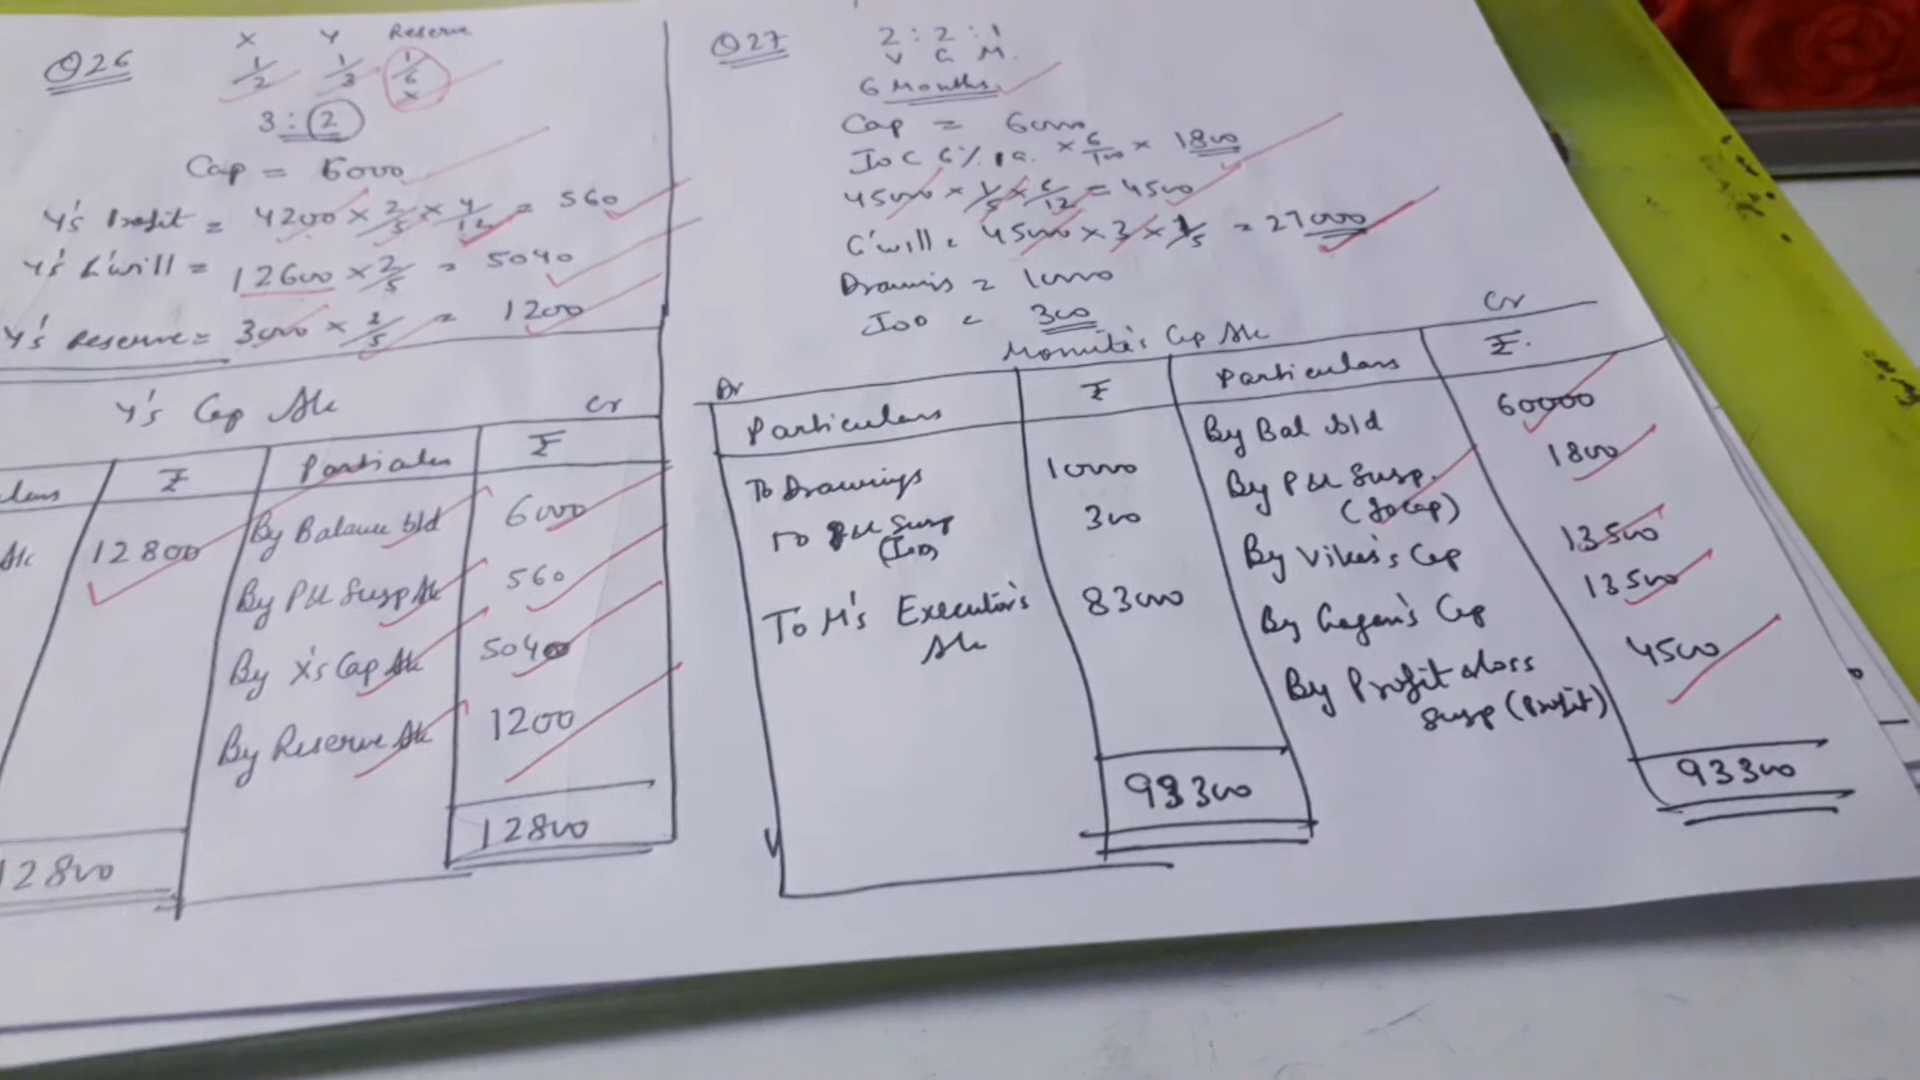 Q26
X Y Reserve
1/2 1/3 1/6
x
3 : 2
Cap = 6000
Y's Profit = 4200 × 2/5 × 4/12 = 560
Y's G'will = 12600 × 2/5 = 5040
Y's Reserve = 3000 × 2/5 = 1200
Y's Cap A/c
Cr
₹ Particulars ₹
A/c 12800 By Balance b/d 6000
By P&L Susp A/c 560
By X's Cap A/c 5040
By Reserve A/c 1200
12800 12800
Q27
2 : 2 : 1
V G M.
6 Months
Cap = 60000
IOC 6% p.a. × 6/100 × 1800
45000 × 1/5 × 6/12 = 4500
G'will = 45000 × 3 × 1/5 = 27000
Drawings = 10000
IOD = 300
Cap A/c
Dr Cr
Particulars ₹ Particulars ₹
To Drawings 10000 By Bal b/d 60000
To P&L Susp (IOD) 300 By P&L Susp. (IOCap) 1800
To M's Executor's A/c 83000 By Vikas's Cap 13500
By Gagan's Cap 13500
By Profit & Loss Susp (Profit) 4500
93300 93300